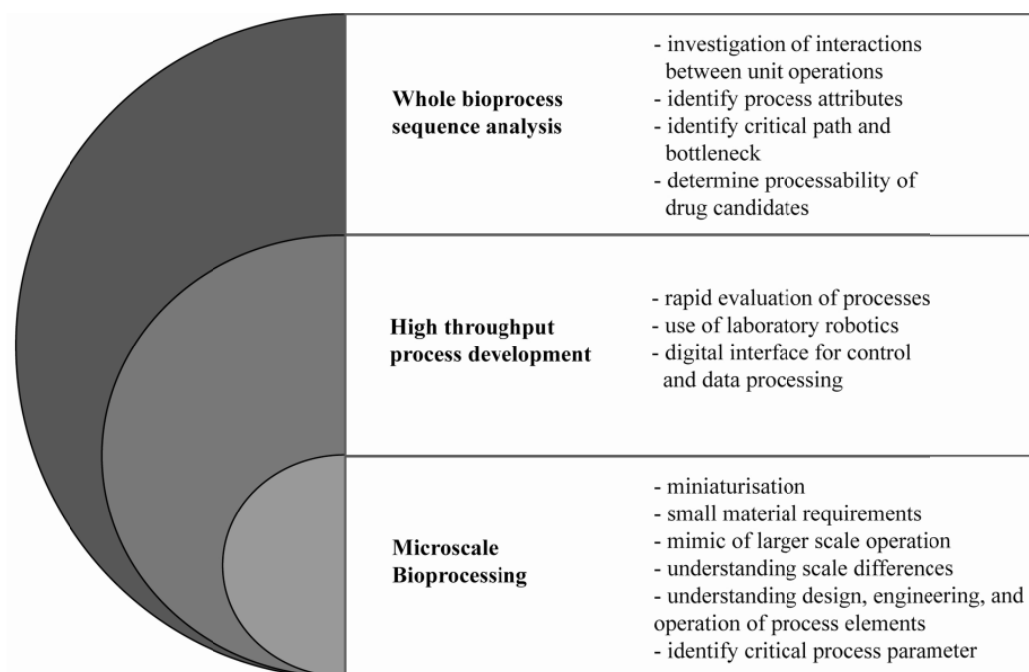 Whole bioprocess
sequence analysis
- investigation of interactions
between unit operations
- identify process attributes
- identify critical path and
bottleneck
- determine processability of
drug candidates
High throughput
process development
- rapid evaluation of processes
- use of laboratory robotics
- digital interface for control
and data processing
Microscale
Bioprocessing
- miniaturisation
- small material requirements
- mimic of larger scale operation
- understanding scale differences
- understanding design, engineering, and
operation of process elements
- identify critical process parameter